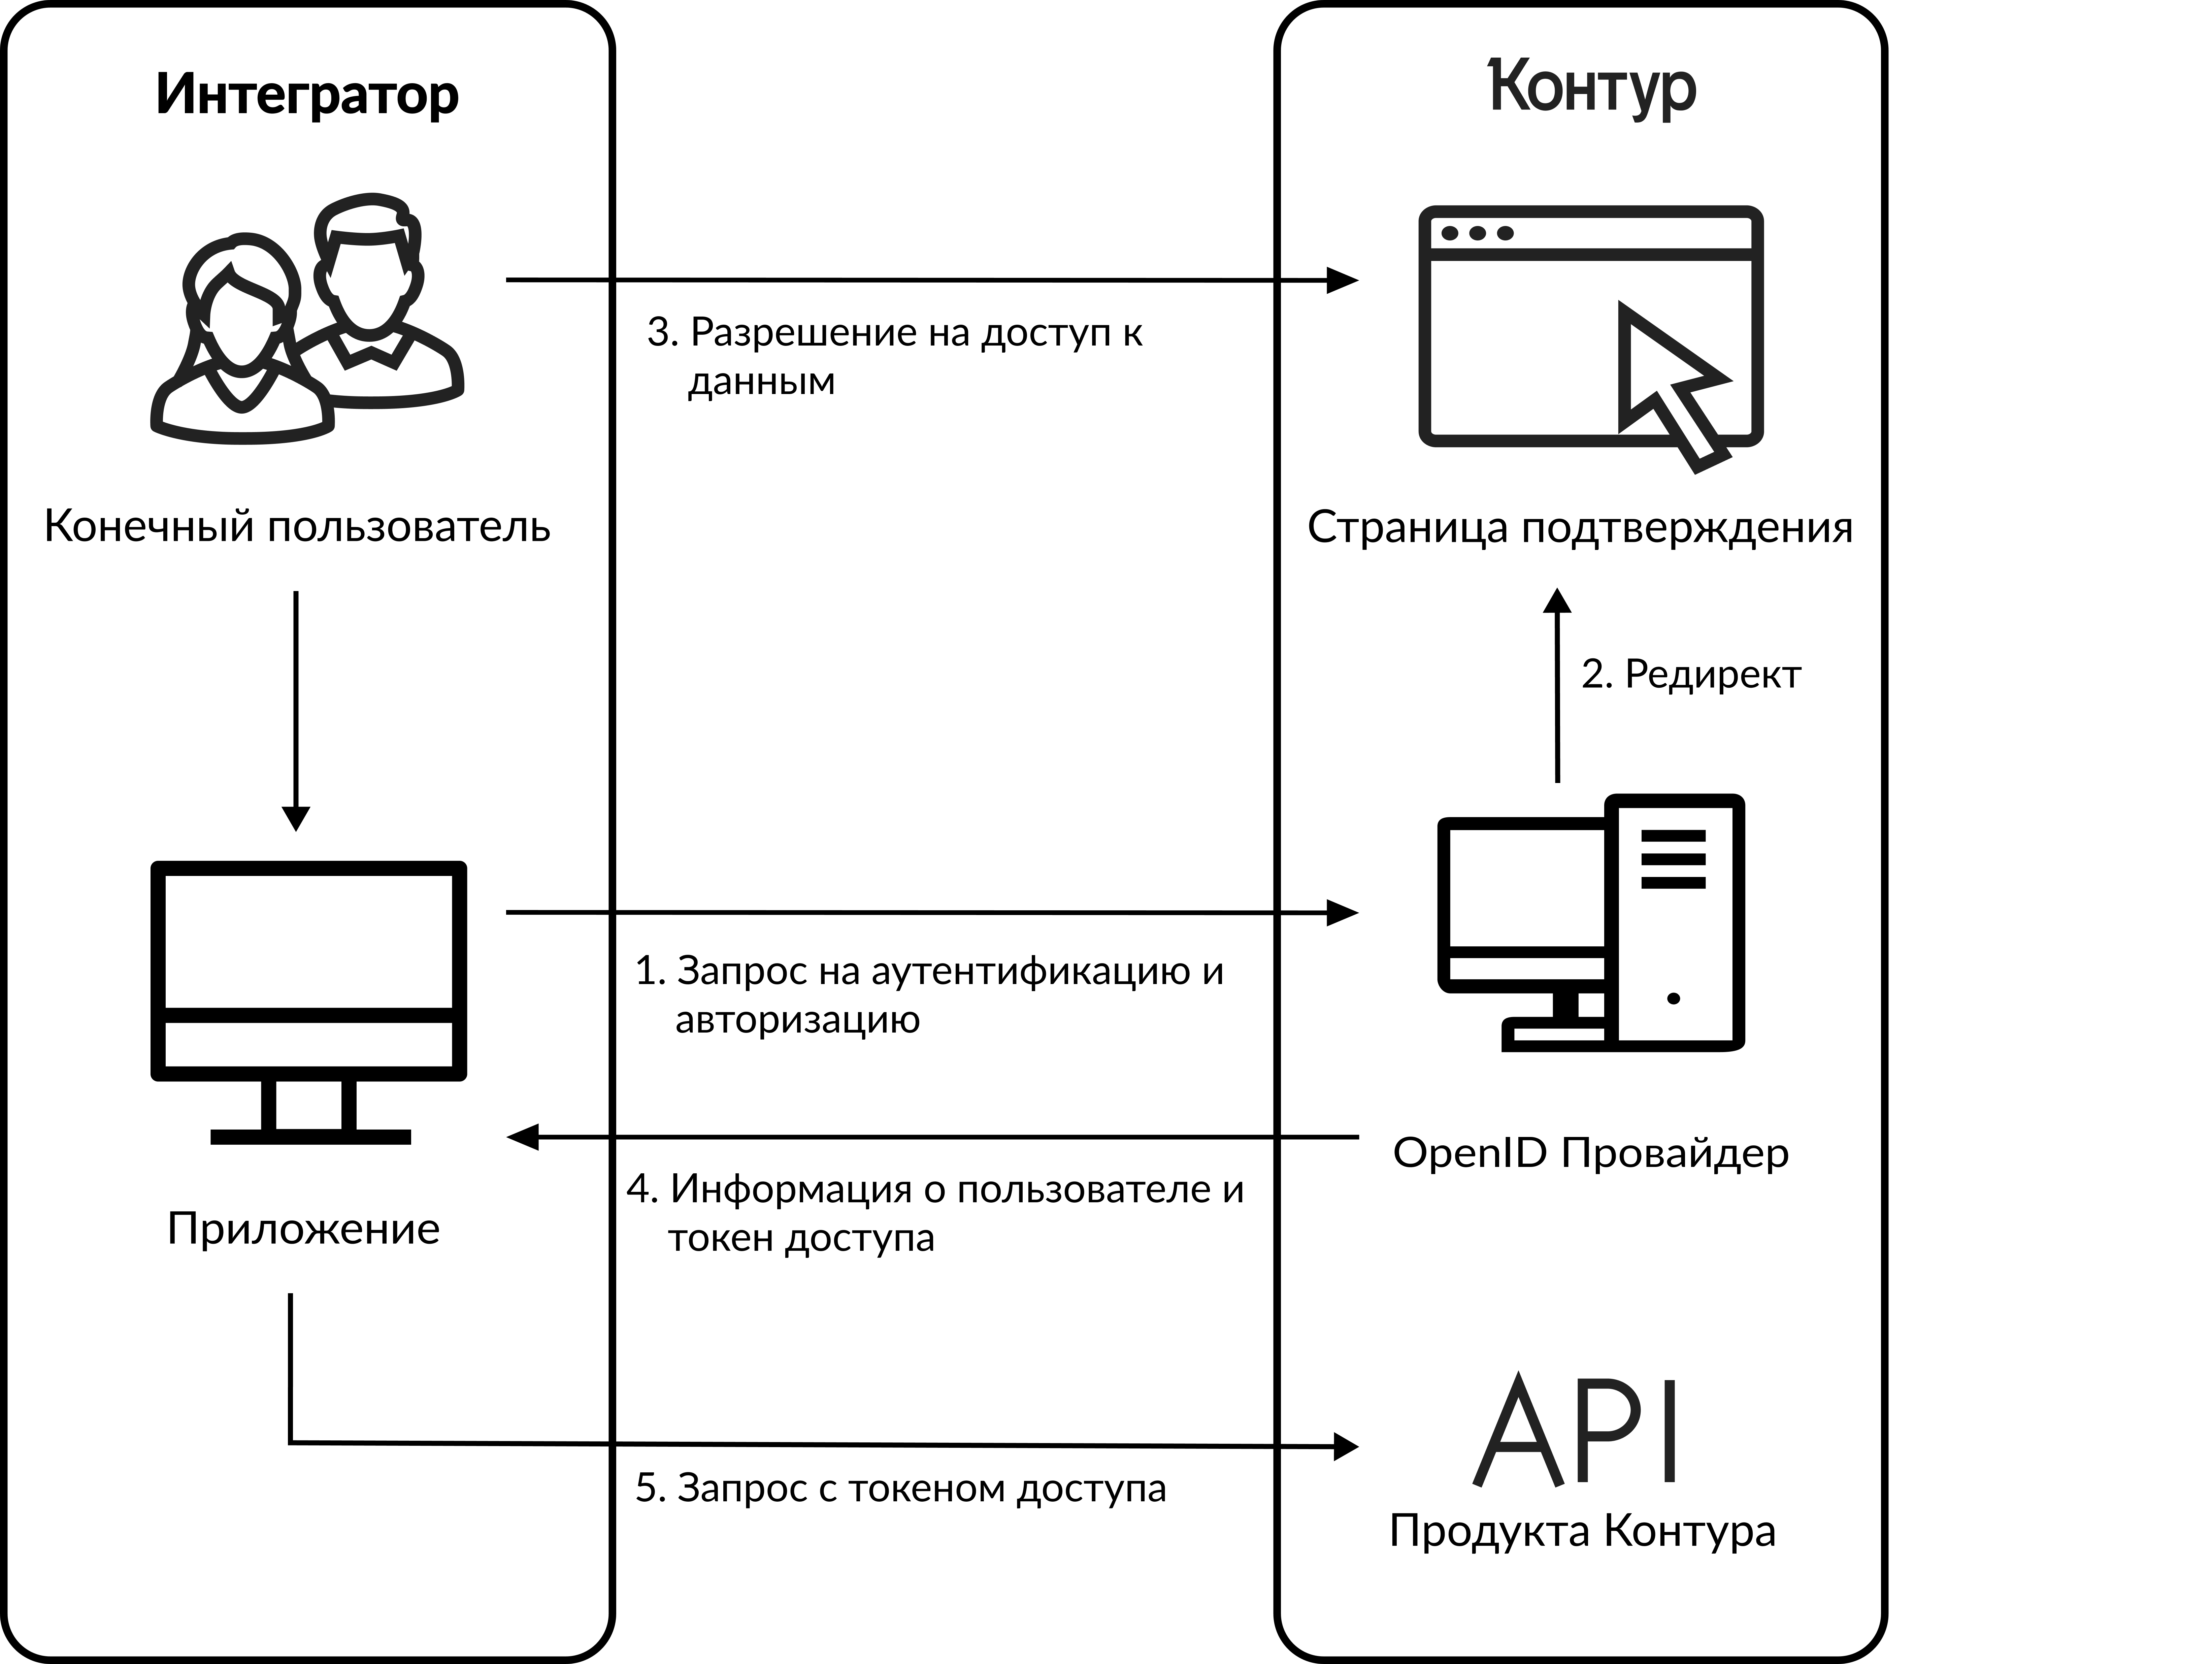 Интегратор
Контур
3. Разрешение на доступ к
данным
Конечный пользователь
Страница подтверждения
2. Редирект
1. Запрос на аутентификацию и
авторизацию
OpenID Провайдер
4. Информация о пользователе и
токен доступа
Приложение
API
5. Запрос с токеном доступа
Продукта Контура